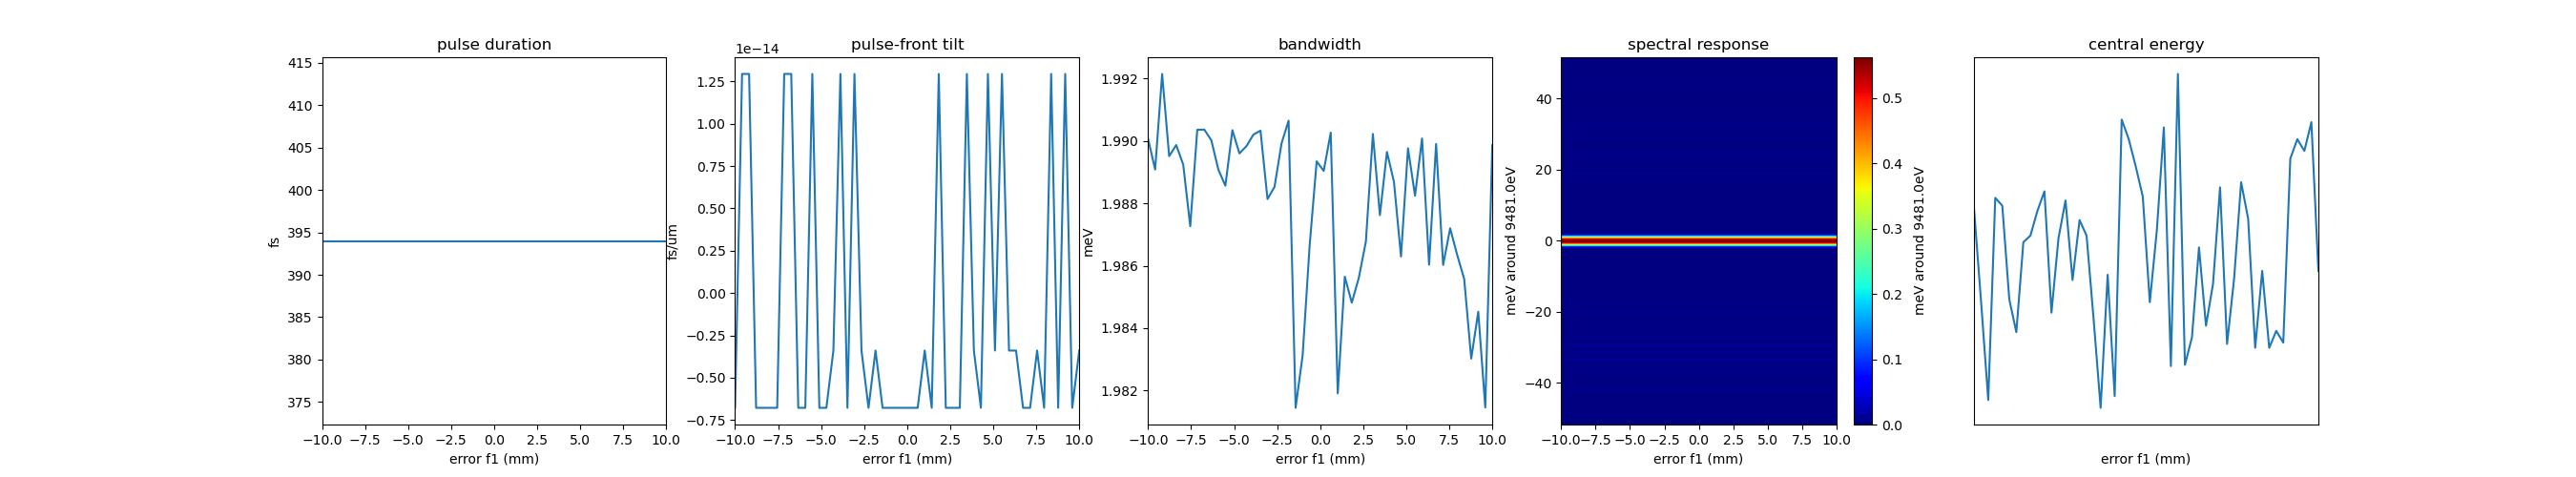 pulse duration
415
410
405
400
395
390
385
380
375
fs
−10.0 −7.5 −5.0 −2.5 0.0 2.5 5.0 7.5 10.0
error f1 (mm)
pulse-front tilt
1e−14
1.25
1.00
0.75
0.50
0.25
0.00
−0.25
−0.50
−0.75
fs/um
−10.0 −7.5 −5.0 −2.5 0.0 2.5 5.0 7.5 10.0
error f1 (mm)
bandwidth
1.992
1.990
1.988
1.986
1.984
1.982
meV
−10.0 −7.5 −5.0 −2.5 0.0 2.5 5.0 7.5 10.0
error f1 (mm)
spectral response
40
20
0
−20
−40
meV around 9481.0eV
−10.0 −7.5 −5.0 −2.5 0.0 2.5 5.0 7.5 10.0
error f1 (mm)
0.5
0.4
0.3
0.2
0.1
0.0
central energy
meV around 9481.0eV
error f1 (mm)